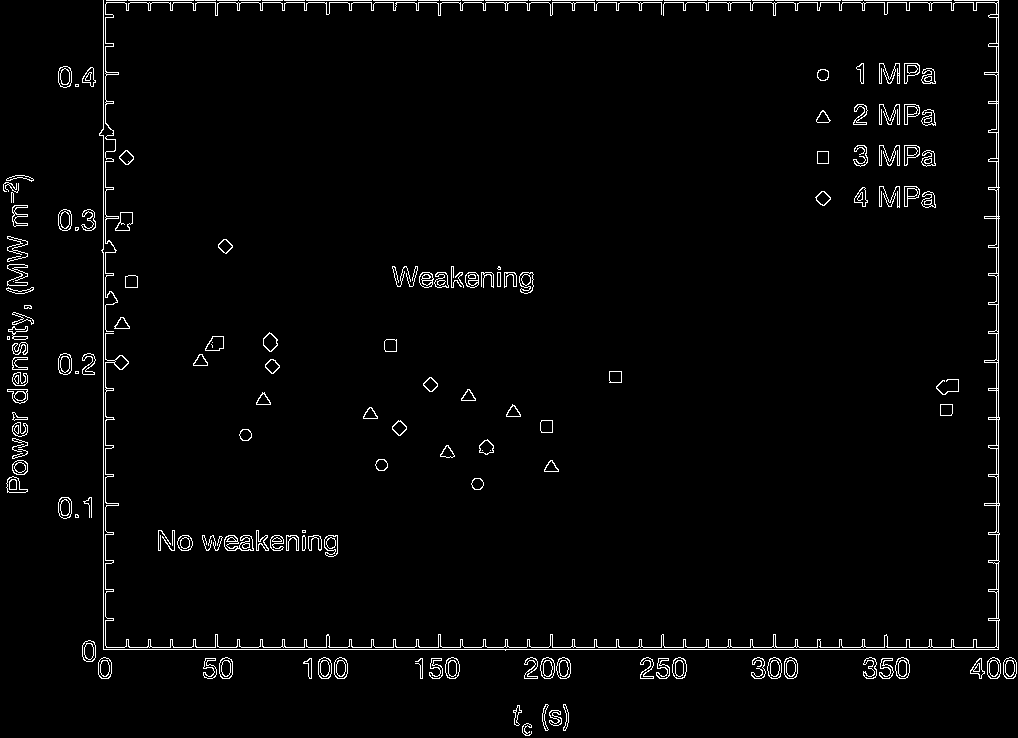 0.4
0.3
0.2
0.1
0
0 50 100 150 200 250 300 350 400
Power density, (MW m⁻²)
t_c (s)
1 MPa
2 MPa
3 MPa
4 MPa
Weakening
No weakening